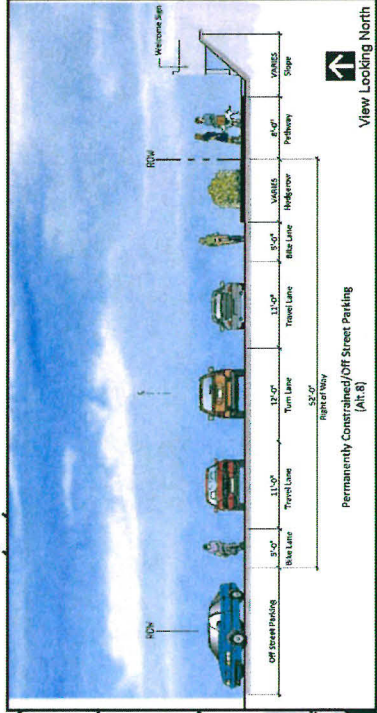 Welcome Sign
ROW
ROW
Off Street Parking
5'-0"
Bike Lane
11'-0"
Travel Lane
12'-0"
Turn Lane
11'-0"
Travel Lane
5'-0"
Bike Lane
VARIES
Hedgerow
8'-0"
Pathway
VARIES
Slope
52'-0"
Right of Way
Permanently Constrained/Off Street Parking
(Alt.8)
View Looking North